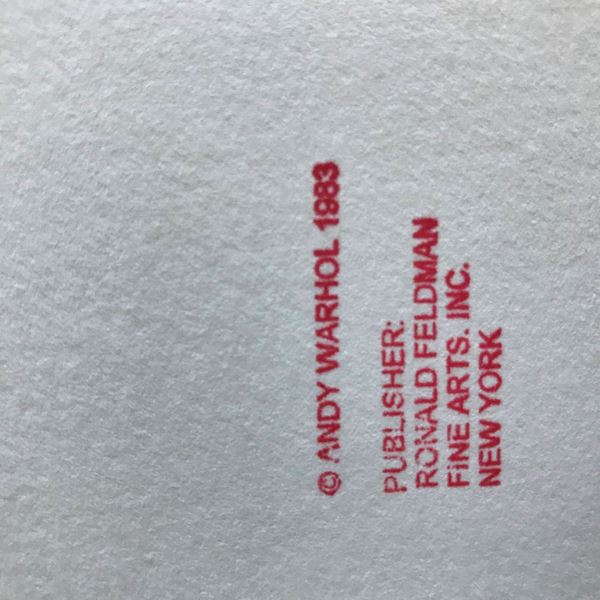 © ANDY WARHOL 1983
PUBLISHER:
RONALD FELDMAN
FINE ARTS. INC.
NEW YORK